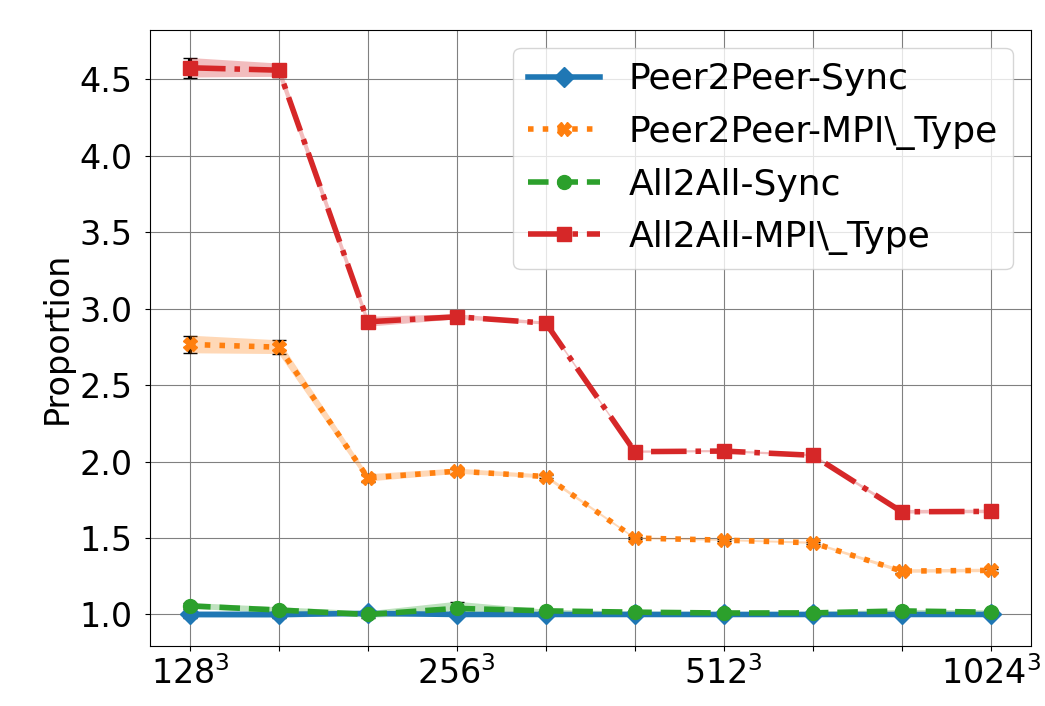 Proportion
4.5
4.0
3.5
3.0
2.5
2.0
1.5
1.0
Peer2Peer-Sync
Peer2Peer-MPI\_Type
All2All-Sync
All2All-MPI\_Type
128³ 256³ 512³ 1024³